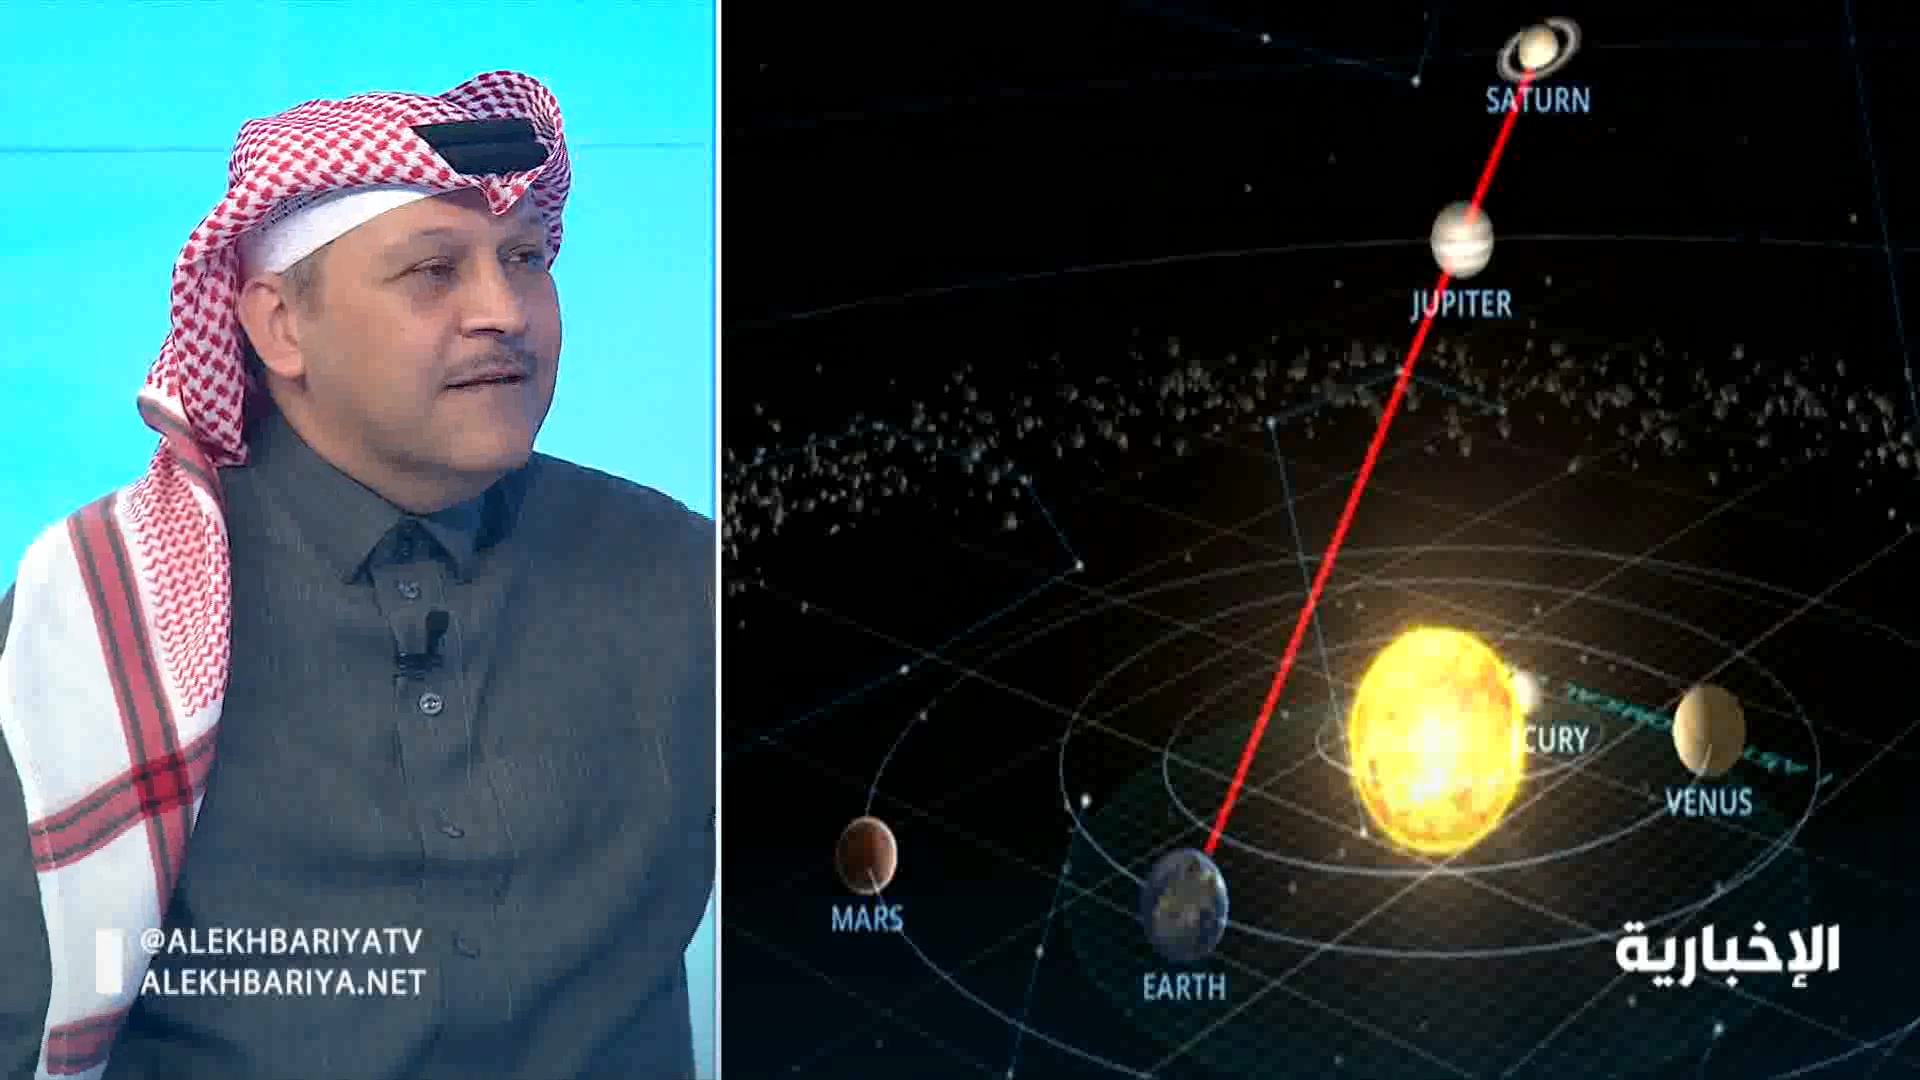 SATURN
JUPITER
CURY
VENUS
MARS
EARTH
@ALEKHBARIYATV
ALEKHBARIYA.NET
الإخبارية